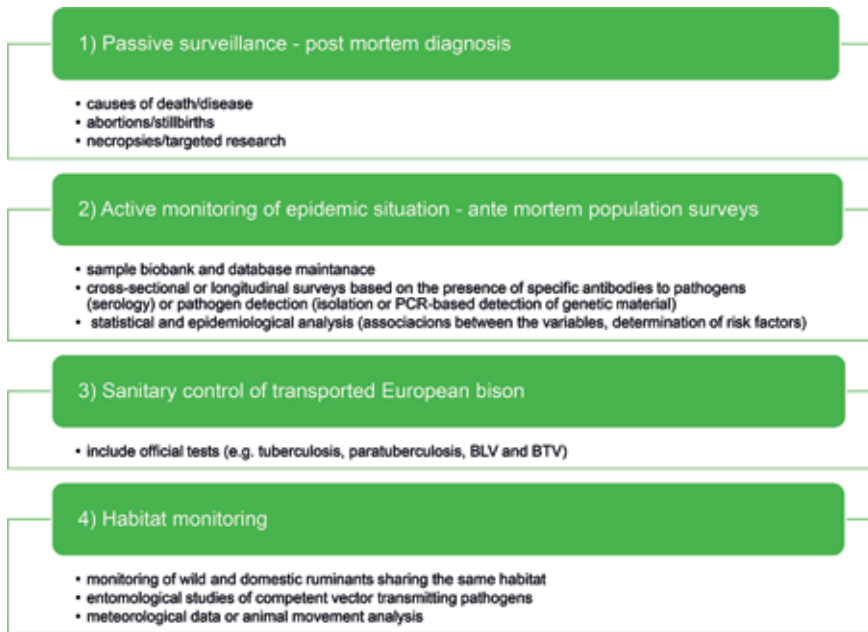 1) Passive surveillance - post mortem diagnosis
• causes of death/disease
• abortions/stillbirths
• necropsies/targeted research
2) Active monitoring of epidemic situation - ante mortem population surveys
• sample biobank and database maintanace
• cross-sectional or longitudinal surveys based on the presence of specific antibodies to pathogens
(serology) or pathogen detection (isolation or PCR-based detection of genetic material)
• statistical and epidemiological analysis (associacions between the variables, determination of risk factors)
3) Sanitary control of transported European bison
• include official tests (e.g. tuberculosis, paratuberculosis, BLV and BTV)
4) Habitat monitoring
• monitoring of wild and domestic ruminants sharing the same habitat
• entomological studies of competent vector transmitting pathogens
• meteorological data or animal movement analysis